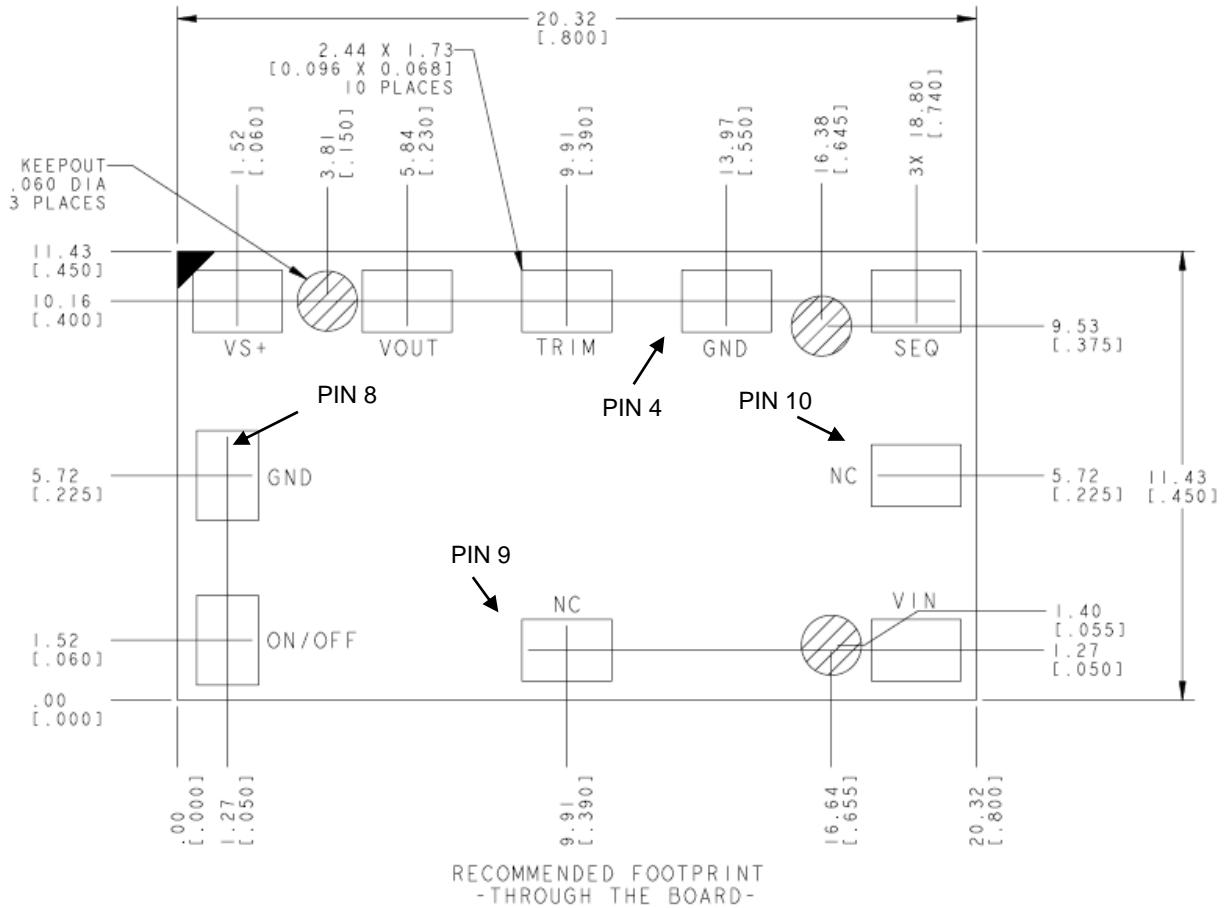 20.32
[.800]
2.44 X 1.73
[0.096 X 0.068]
10 PLACES
1.52
[.060]
3.81
[.150]
5.84
[.230]
9.91
[.390]
13.97
[.550]
16.38
[.645]
3X 18.80
[.740]
KEEPOUT
.060 DIA
3 PLACES
11.43
[.450]
10.16
[.400]
9.53
[.375]
VS+
VOUT
TRIM
GND
SEQ
PIN 8
PIN 4
PIN 10
5.72
[.225]
GND
NC
5.72
[.225]
11.43
[.450]
PIN 9
NC
VIN
1.52
[.060]
ON/OFF
1.40
[.055]
1.27
[.050]
.00
[.000]
.00
[.000]
1.27
[.050]
9.91
[.390]
16.64
[.655]
20.32
[.800]
RECOMMENDED FOOTPRINT
-THROUGH THE BOARD-